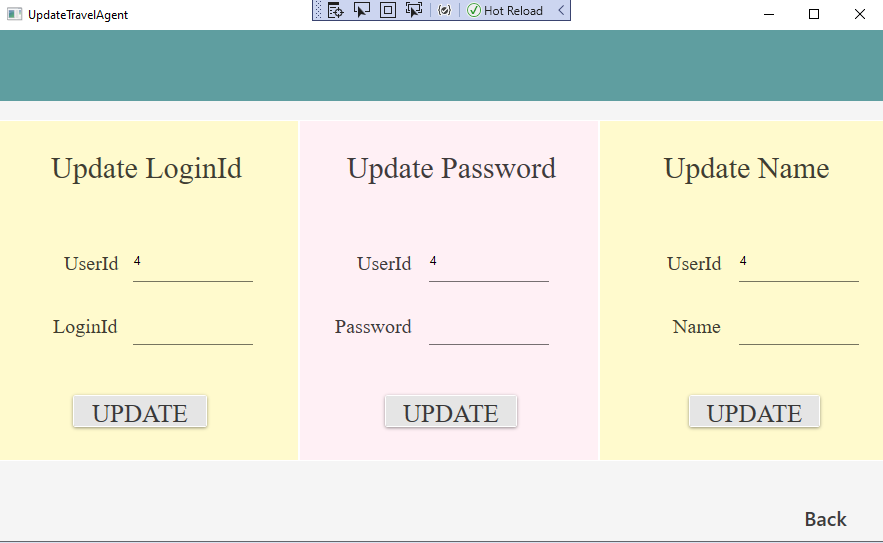 UpdateTravelAgent
Hot Reload
Update LoginId
Update Password
Update Name
UserId 4
UserId 4
UserId 4
LoginId
Password
Name
UPDATE
UPDATE
UPDATE
Back